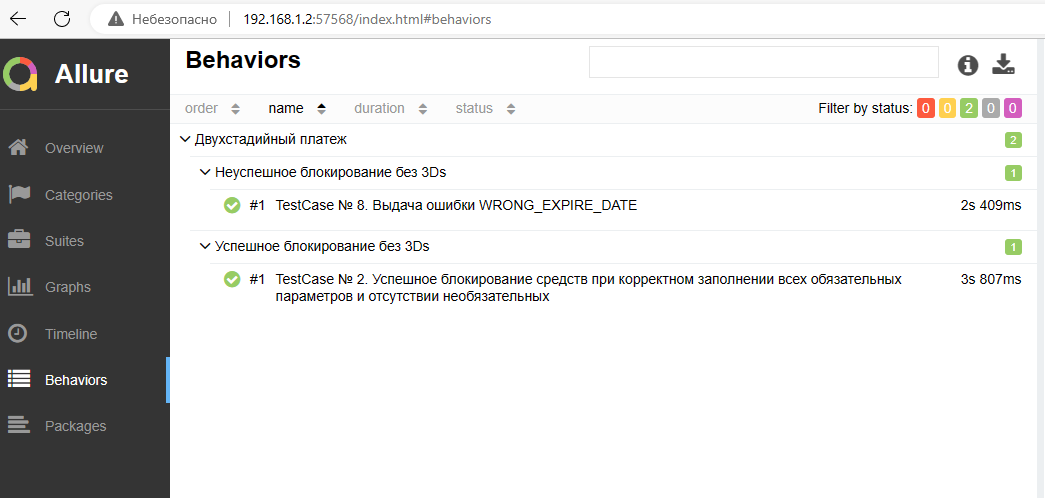 Небезопасно 192.168.1.2:57568/index.html#behaviors
Allure
Overview
Categories
Suites
Graphs
Timeline
Behaviors
Packages
Behaviors
order name duration status Filter by status: 0 0 2 0 0
Двухстадийный платеж 2
Неуспешное блокирование без 3Ds 1
#1 TestCase № 8. Выдача ошибки WRONG_EXPIRE_DATE 2s 409ms
Успешное блокирование без 3Ds 1
#1 TestCase № 2. Успешное блокирование средств при корректном заполнении всех обязательных 3s 807ms
параметров и отсутствии необязательных